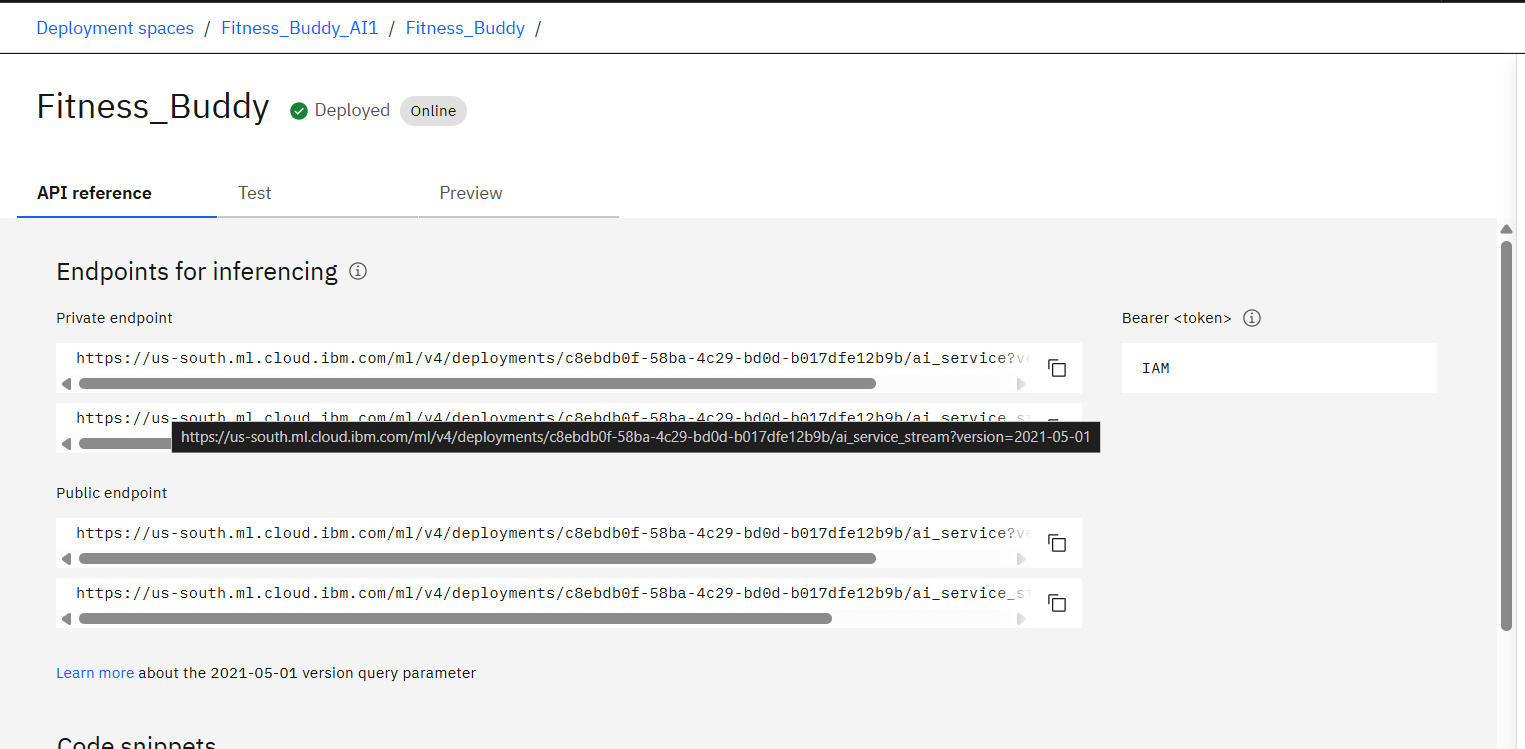 Deployment spaces / Fitness_Buddy_AI1 / Fitness_Buddy /
Fitness_Buddy Deployed Online
API reference Test Preview
Endpoints for inferencing
Private endpoint
Bearer <token>
https://us-south.ml.cloud.ibm.com/ml/v4/deployments/c8ebdb0f-58ba-4c29-bd0d-b017dfe12b9b/ai_service?ve
IAM
https://us-south.ml.cloud.ibm.com/ml/v4/deployments/c8ebdb0f-58ba-4c29-bd0d-b017dfe12b9b/ai_service_st
https://us-south.ml.cloud.ibm.com/ml/v4/deployments/c8ebdb0f-58ba-4c29-bd0d-b017dfe12b9b/ai_service_stream?version=2021-05-01
Public endpoint
https://us-south.ml.cloud.ibm.com/ml/v4/deployments/c8ebdb0f-58ba-4c29-bd0d-b017dfe12b9b/ai_service?ve
https://us-south.ml.cloud.ibm.com/ml/v4/deployments/c8ebdb0f-58ba-4c29-bd0d-b017dfe12b9b/ai_service_st
Learn more about the 2021-05-01 version query parameter
Code snippets